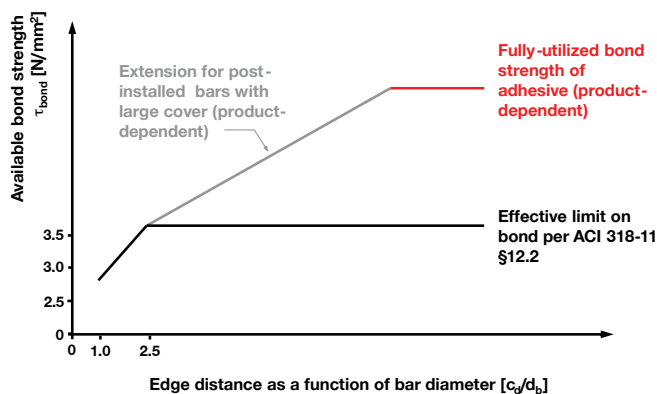 Available bond strength
τbond [N/mm²]
Extension for post-
installed bars with
large cover (product-
dependent)
Fully-utilized bond
strength of
adhesive (product-
dependent)
Effective limit on
bond per ACI 318-11
§12.2
3.5
3.0
2.5
0
0
1.0
2.5
Edge distance as a function of bar diameter [cd/db]